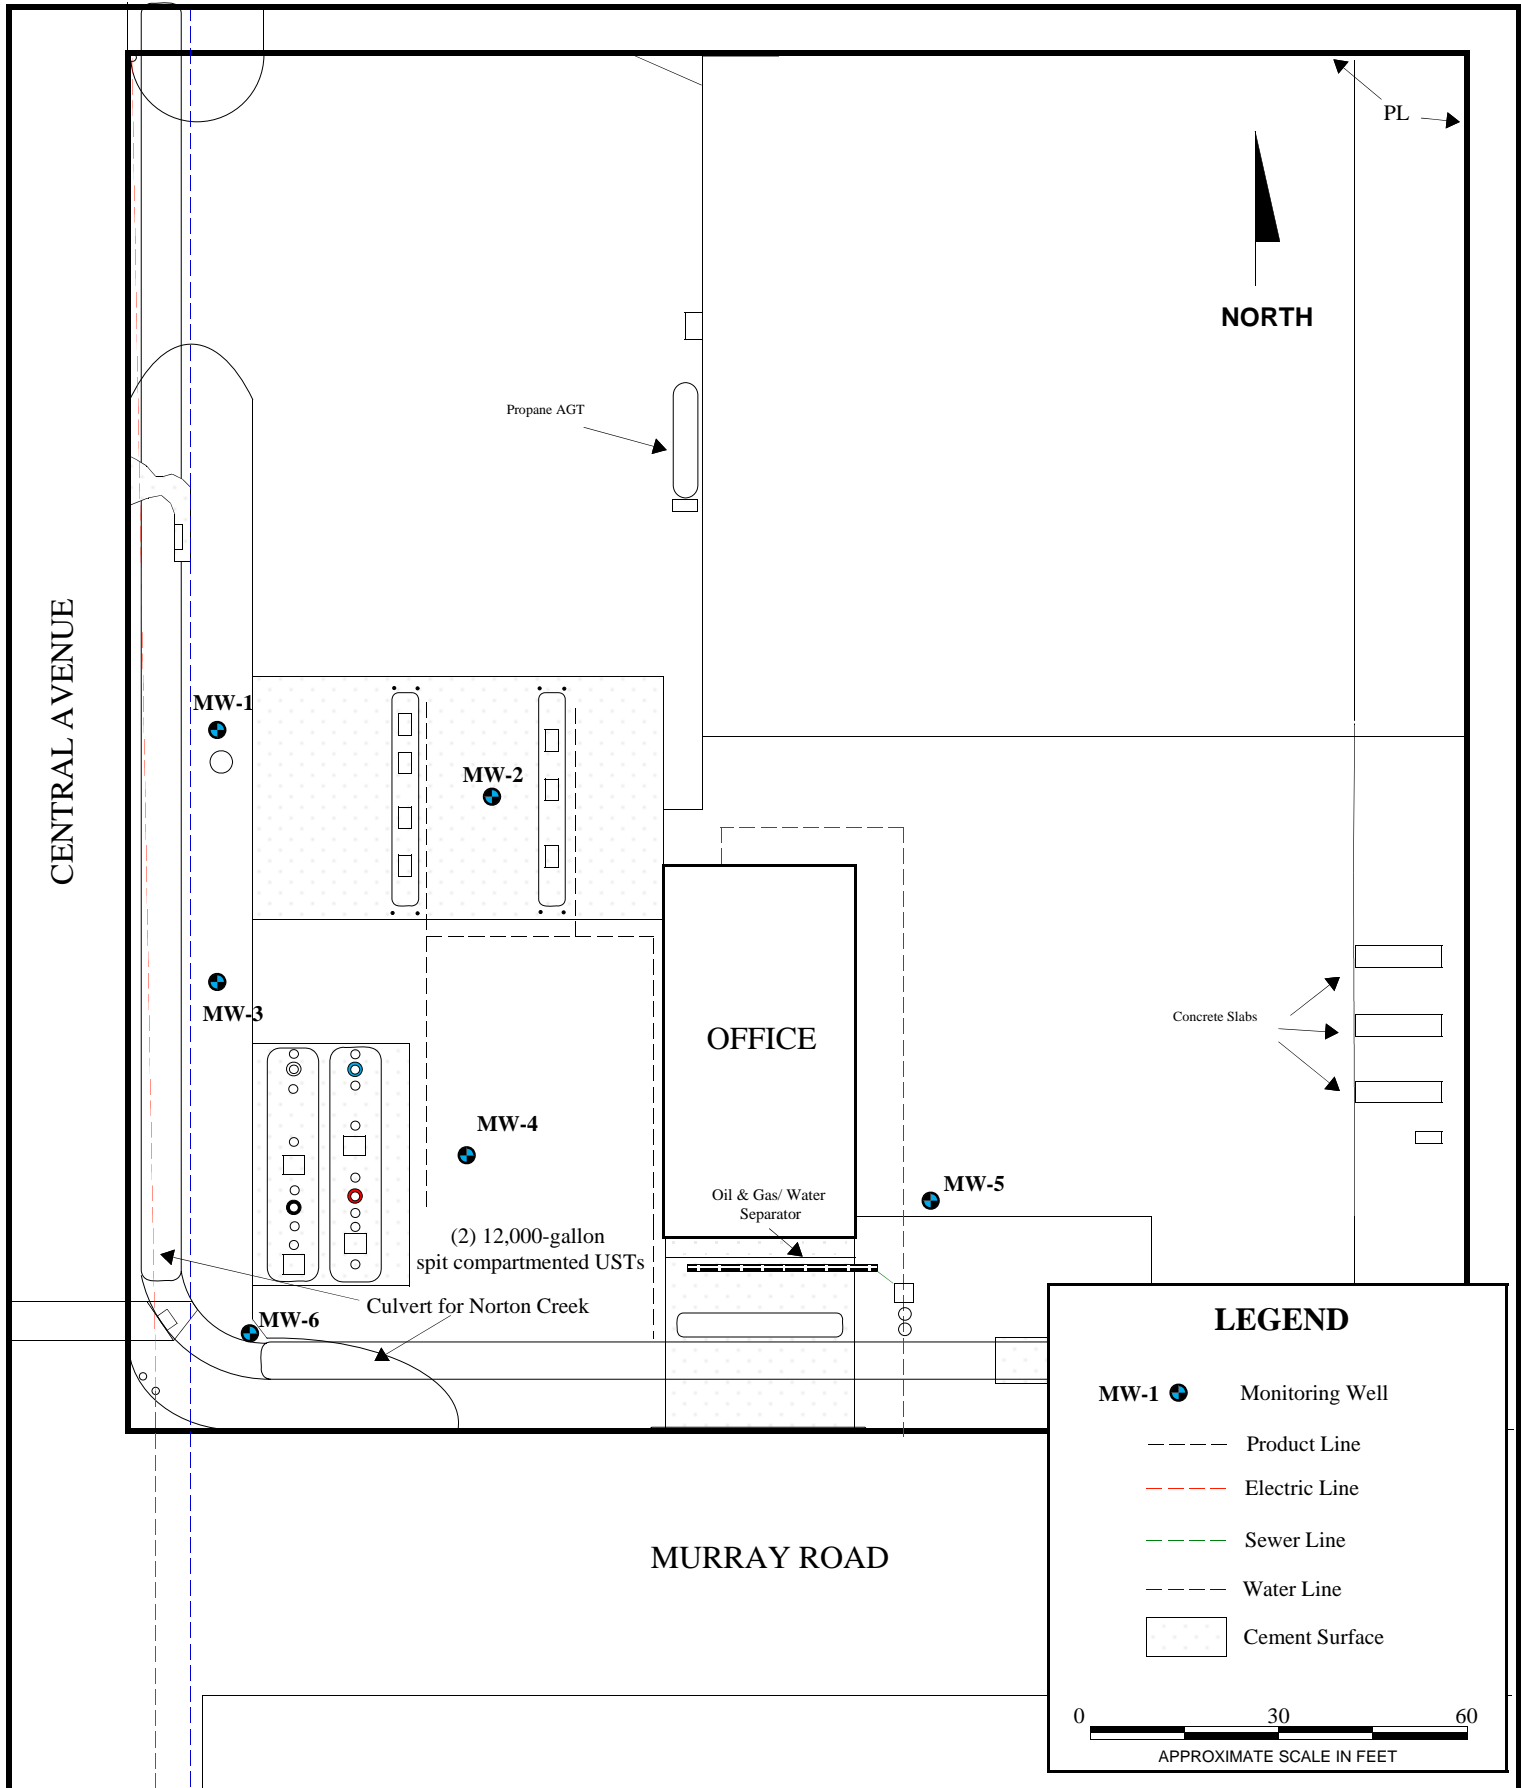 PL
NORTH
Propane AGT
CENTRAL AVENUE
MW-1
MW-2
MW-3
OFFICE
Concrete Slabs
MW-4
MW-5
Oil & Gas/ Water
Separator
(2) 12,000-gallon
spit compartmented USTs
Culvert for Norton Creek
MW-6
MURRAY ROAD
LEGEND
MW-1 Monitoring Well
Product Line
Electric Line
Sewer Line
Water Line
Cement Surface
0 30 60
APPROXIMATE SCALE IN FEET